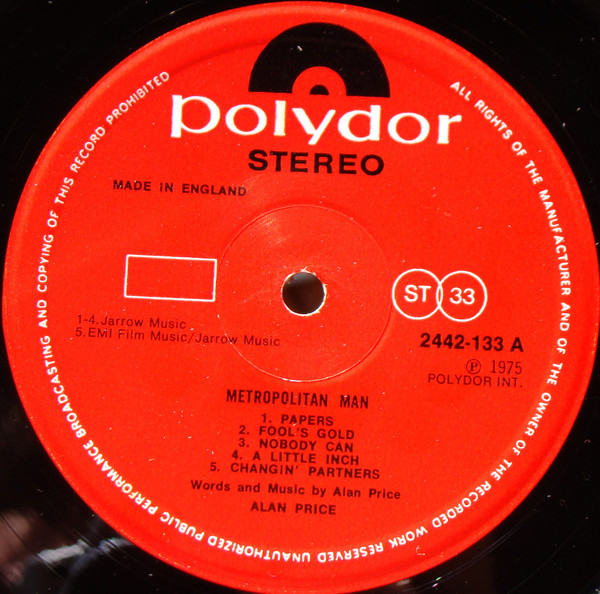 polydor
STEREO
MADE IN ENGLAND
ST 33
1-4.Jarrow Music
5.EMI Film Music/Jarrow Music
2442-133 A
Ⓟ 1975
POLYDOR INT.
METROPOLITAN MAN
1. PAPERS
2. FOOL'S GOLD
3. NOBODY CAN
4. A LITTLE INCH
5. CHANGIN' PARTNERS
Words and Music by Alan Price
ALAN PRICE
ALL RIGHTS OF THE MANUFACTURER AND OF THE OWNER OF THE RECORDED WORK RESERVED UNAUTHORIZED PUBLIC PERFORMANCE BROADCASTING AND COPYING OF THIS RECORD PROHIBITED